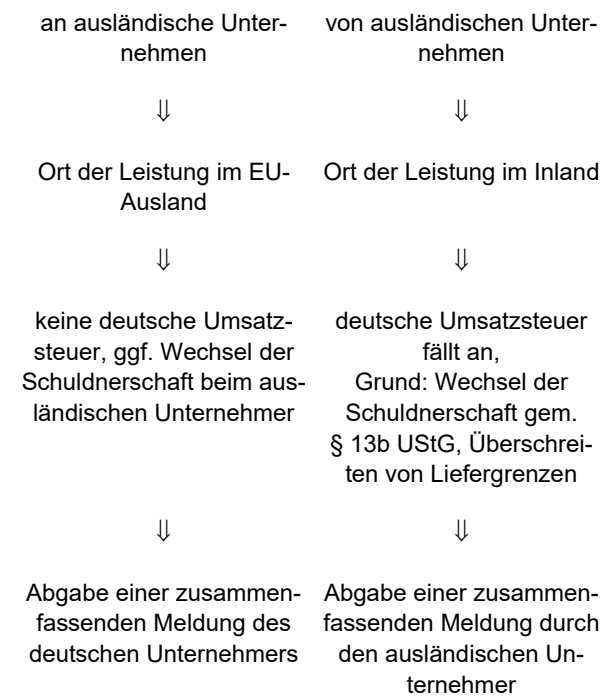 an ausländische Unter-
nehmen
⇓
Ort der Leistung im EU-
Ausland
⇓
keine deutsche Umsatz-
steuer, ggf. Wechsel der
Schuldnerschaft beim aus-
ländischen Unternehmer
⇓
Abgabe einer zusammen-
fassenden Meldung des
deutschen Unternehmers
von ausländischen Unter-
nehmen
⇓
Ort der Leistung im Inland
⇓
deutsche Umsatzsteuer
fällt an,
Grund: Wechsel der
Schuldnerschaft gem.
§ 13b UStG, Überschrei-
ten von Liefergrenzen
⇓
Abgabe einer zusammen-
fassenden Meldung durch
den ausländischen Un-
ternehmer